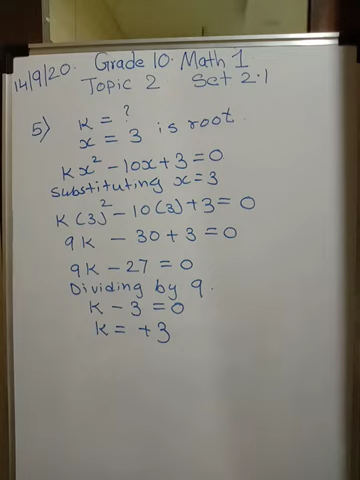 14/9/20. Grade 10. Math 1
Topic 2 Set 2.1
5) K = ?
x = 3 is root.
Kx² - 10x + 3 = 0
Substituting x = 3
K(3)² - 10(3) + 3 = 0
9K - 30 + 3 = 0
9K - 27 = 0
Dividing by 9.
K - 3 = 0
K = +3